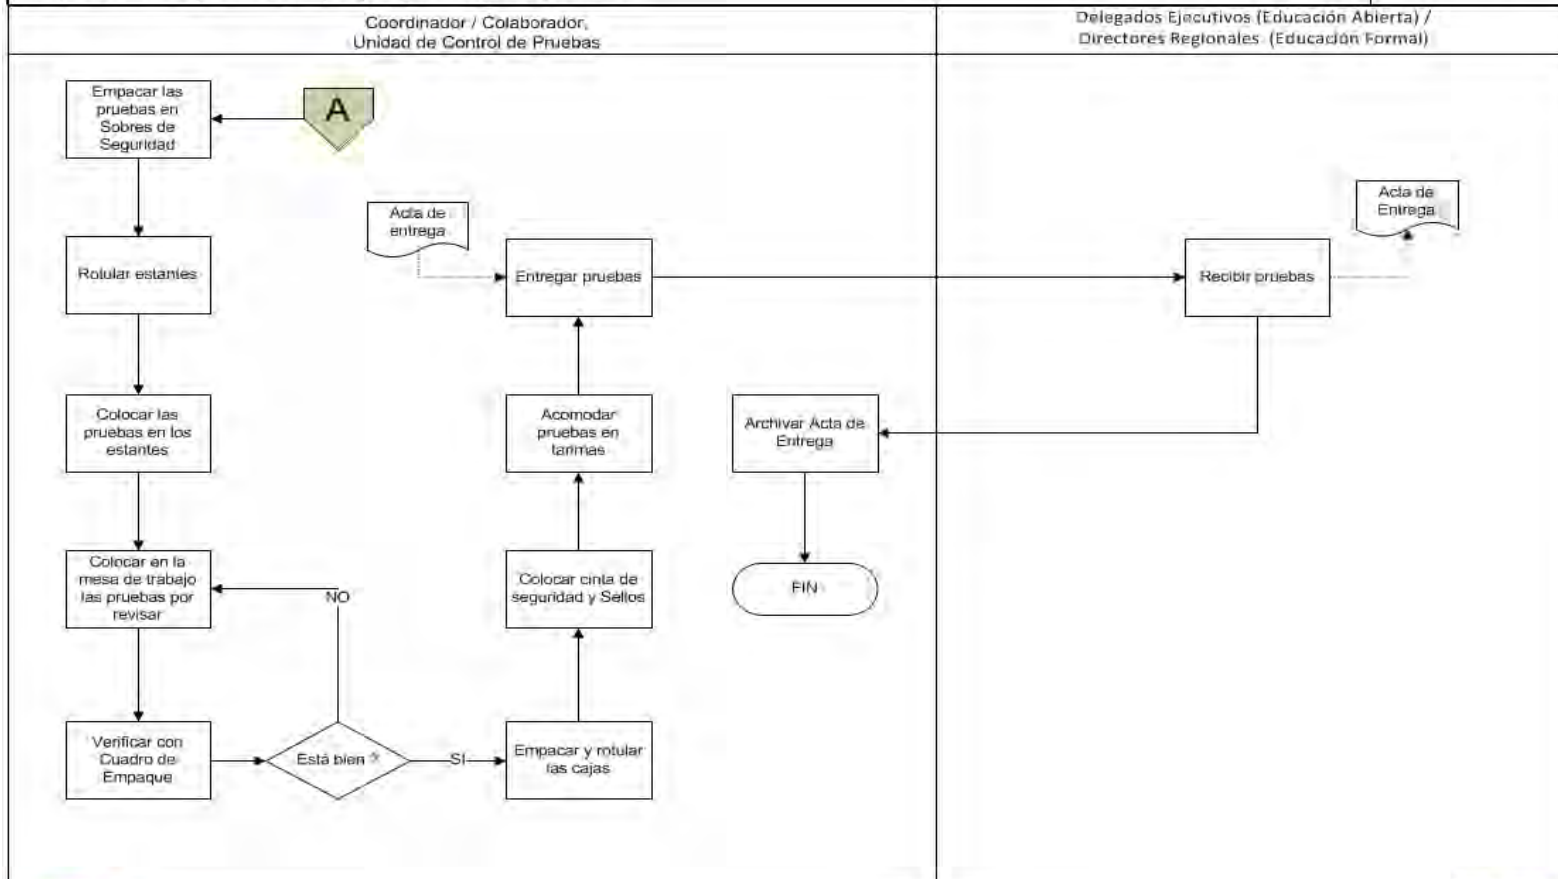 Coordinador / Colaborador,
Unidad de Control de Pruebas
Delegados Ejecutivos (Educación Abierta) /
Directores Regionales (Educación Formal)
Empacar las
pruebas en
Sobres de
Seguridad
A
Rotular estantes
Colocar las
pruebas en los
estantes
Colocar en la
mesa de trabajo
las pruebas por
revisar
NO
Verificar con
Cuadro de
Empaque
Está bien ?
SI
Empacar y rotular
las cajas
Colocar cinta de
seguridad y Sellos
Acomodar
pruebas en
tarimas
Acta de
entrega
Entregar pruebas
Recibir pruebas
Acta de
Entrega
Archivar Acta de
Entrega
FIN